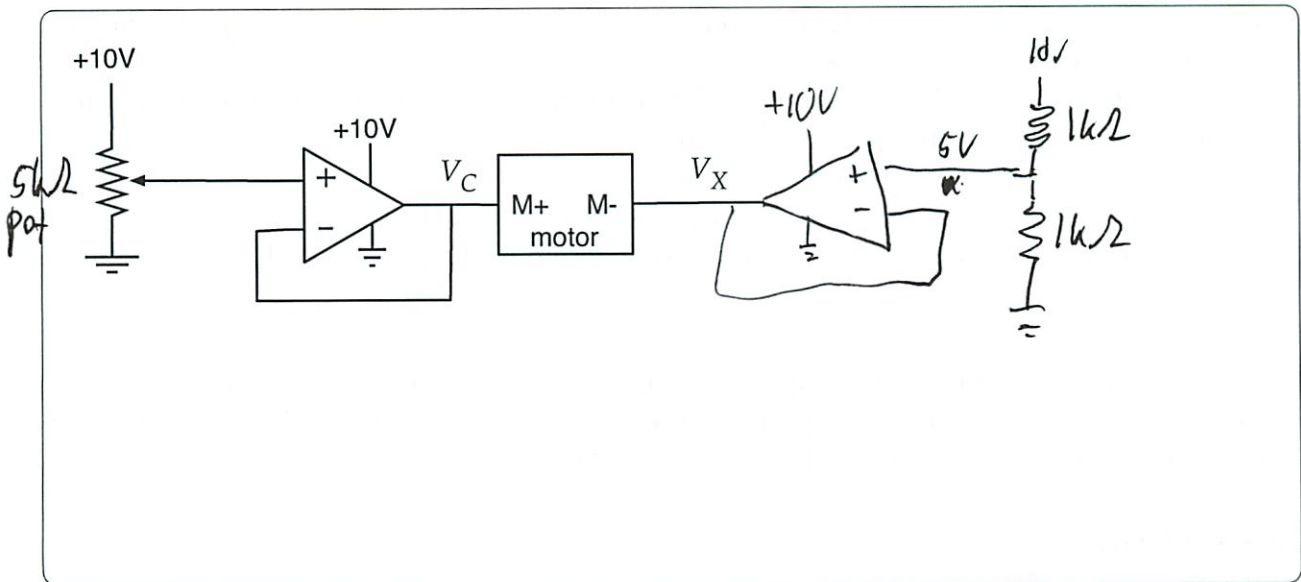 +10V
5kΩ
pot
+10V
+
-
V_C
M+ M-
motor
V_X
+10V
+
-
5V
10V
1kΩ
1kΩ